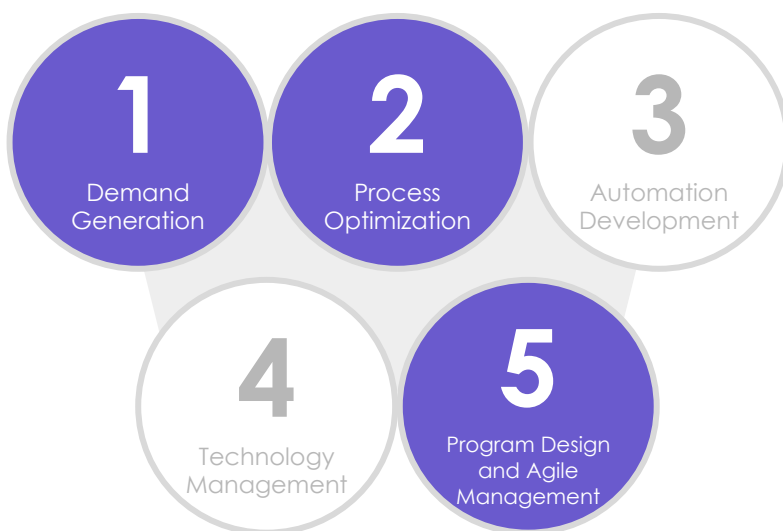 1
Demand
Generation
2
Process
Optimization
3
Automation
Development
4
Technology
Management
5
Program Design
and Agile
Management